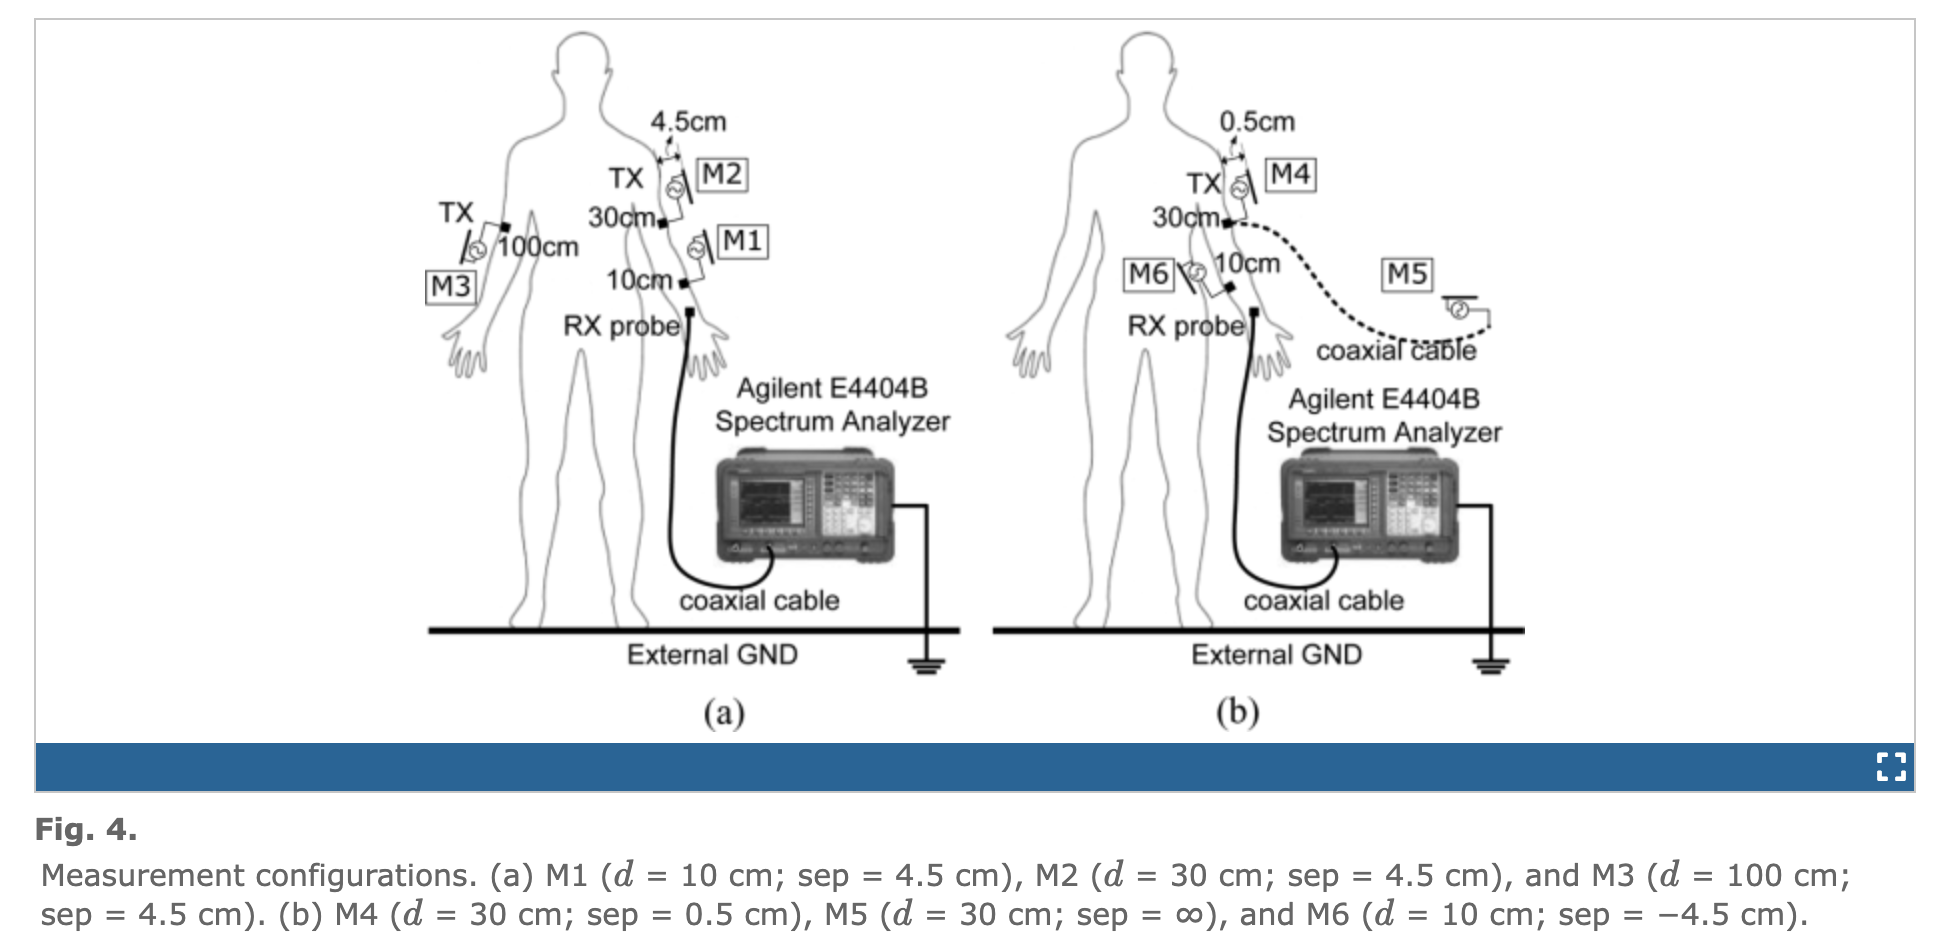 4.5cm
TX
M2
30cm
TX
M1
100cm
10cm
M3
RX probe
Agilent E4404B
Spectrum Analyzer
coaxial cable
External GND
(a)
0.5cm
TX
M4
30cm
M6
10cm
M5
RX probe
coaxial cable
Agilent E4404B
Spectrum Analyzer
coaxial cable
External GND
(b)
Fig. 4.
Measurement configurations. (a) M1 (d = 10 cm; sep = 4.5 cm), M2 (d = 30 cm; sep = 4.5 cm), and M3 (d = 100 cm;
sep = 4.5 cm). (b) M4 (d = 30 cm; sep = 0.5 cm), M5 (d = 30 cm; sep = ∞), and M6 (d = 10 cm; sep = −4.5 cm).